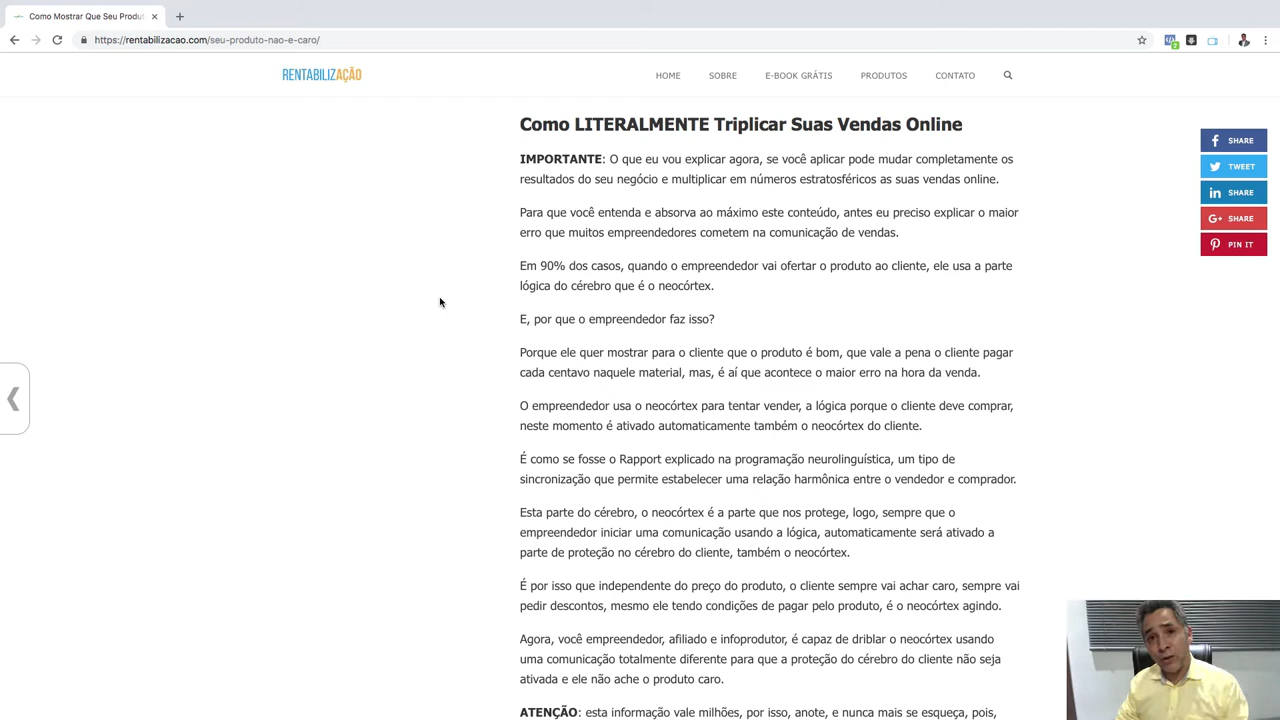 Como Mostrar Que Seu Produt
https://rentabilizacao.com/seu-produto-nao-e-caro/
2
RENTABILIZAÇÃO
HOME
SOBRE
E-BOOK GRÁTIS
PRODUTOS
CONTATO
Como LITERALMENTE Triplicar Suas Vendas Online
IMPORTANTE: O que eu vou explicar agora, se você aplicar pode mudar completamente os
resultados do seu negócio e multiplicar em números estratosféricos as suas vendas online.
Para que você entenda e absorva ao máximo este conteúdo, antes eu preciso explicar o maior
erro que muitos empreendedores cometem na comunicação de vendas.
Em 90% dos casos, quando o empreendedor vai ofertar o produto ao cliente, ele usa a parte
lógica do cérebro que é o neocórtex.
E, por que o empreendedor faz isso?
Porque ele quer mostrar para o cliente que o produto é bom, que vale a pena o cliente pagar
cada centavo naquele material, mas, é aí que acontece o maior erro na hora da venda.
O empreendedor usa o neocórtex para tentar vender, a lógica porque o cliente deve comprar,
neste momento é ativado automaticamente também o neocórtex do cliente.
É como se fosse o Rapport explicado na programação neurolinguística, um tipo de
sincronização que permite estabelecer uma relação harmônica entre o vendedor e comprador.
Esta parte do cérebro, o neocórtex é a parte que nos protege, logo, sempre que o
empreendedor iniciar uma comunicação usando a lógica, automaticamente será ativado a
parte de proteção no cérebro do cliente, também o neocórtex.
É por isso que independente do preço do produto, o cliente sempre vai achar caro, sempre vai
pedir descontos, mesmo ele tendo condições de pagar pelo produto, é o neocórtex agindo.
Agora, você empreendedor, afiliado e infoprodutor, é capaz de driblar o neocórtex usando
uma comunicação totalmente diferente para que a proteção do cérebro do cliente não seja
ativada e ele não ache o produto caro.
ATENÇÃO: esta informação vale milhões, por isso, anote, e nunca mais se esqueça, pois,
SHARE
TWEET
SHARE
SHARE
PIN IT